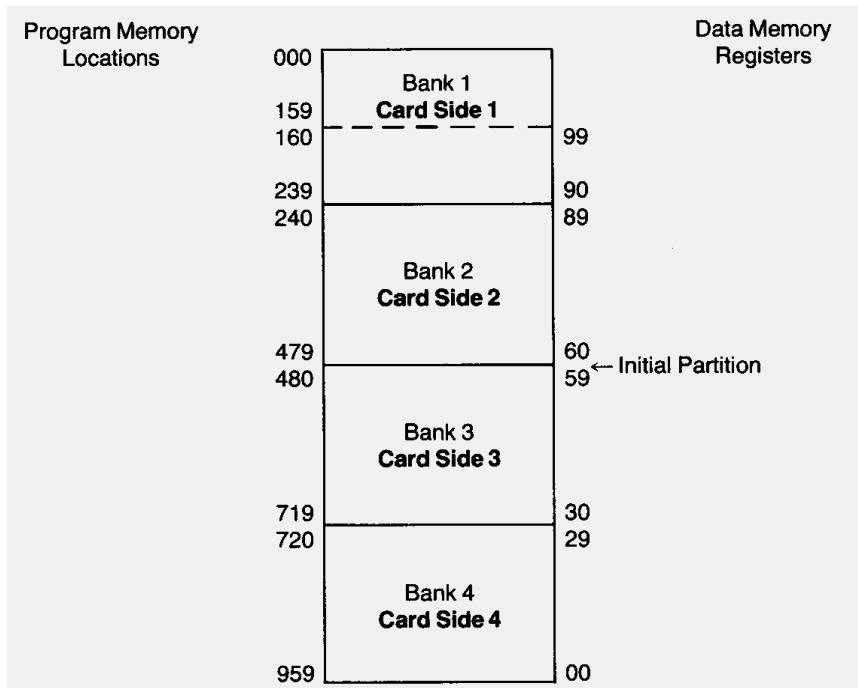 Program Memory
Locations
Data Memory
Registers
000
Bank 1
159
Card Side 1
160
99
239
90
240
89
Bank 2
Card Side 2
479
60
← Initial Partition
480
59
Bank 3
Card Side 3
719
30
720
29
Bank 4
Card Side 4
959
00